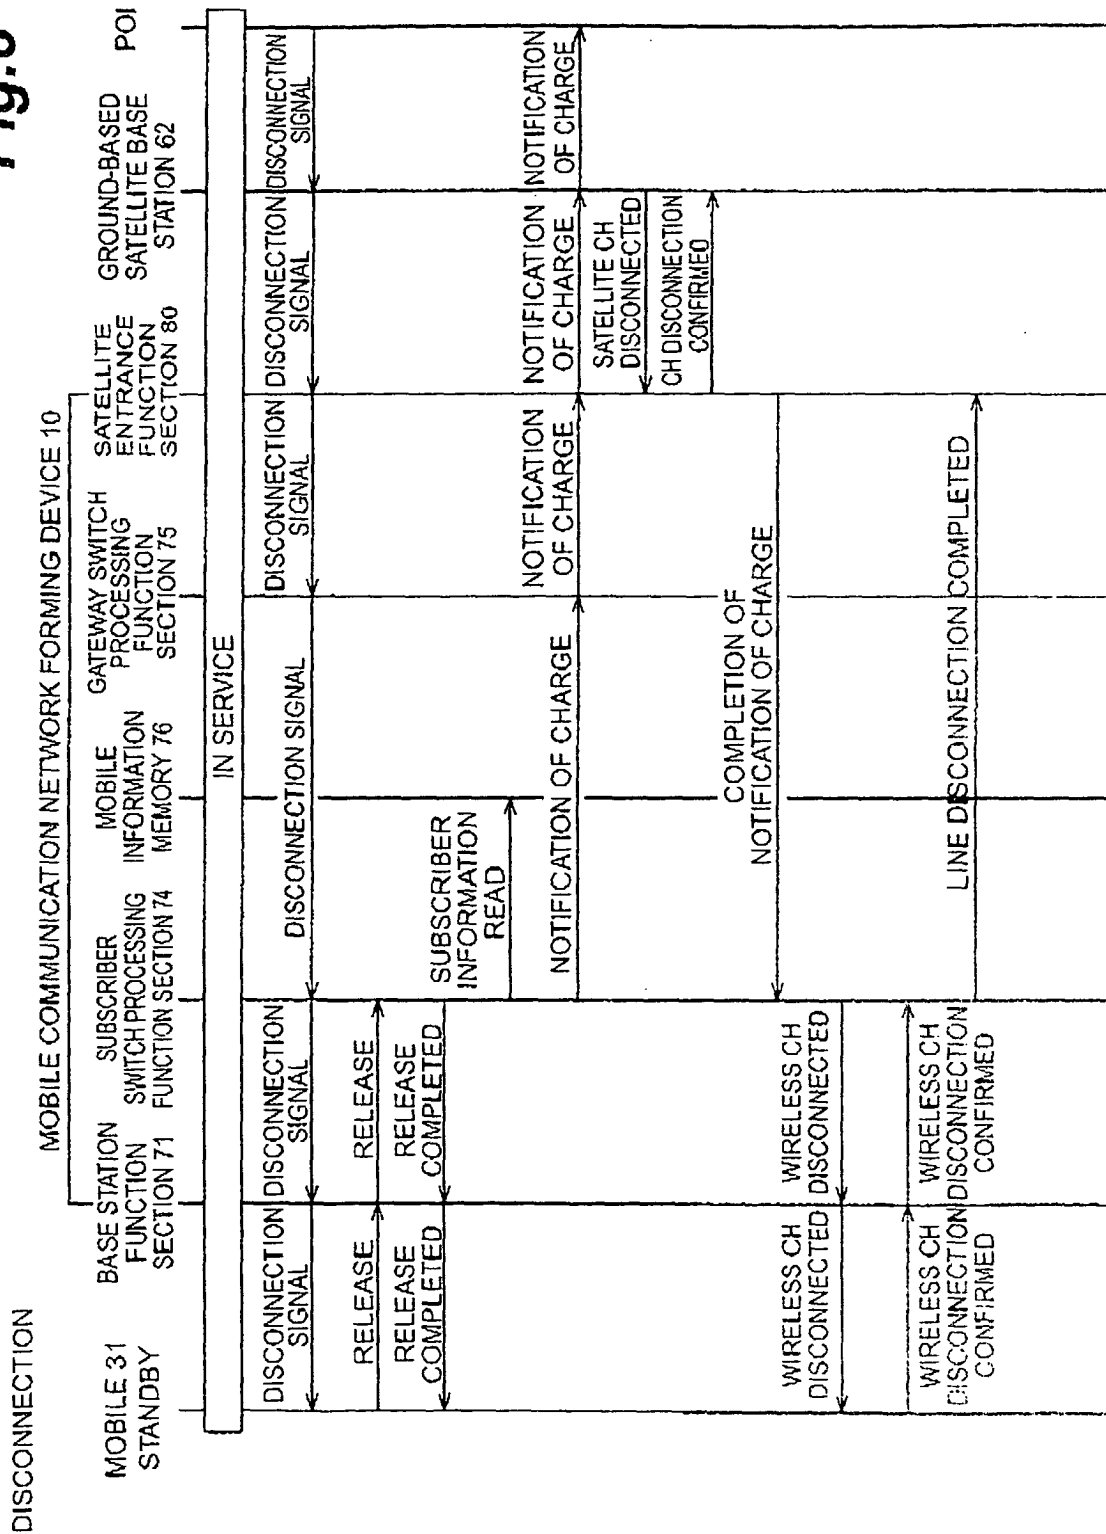 DISCONNECTION
MOBILE COMMUNICATION NETWORK FORMING DEVICE 10
MOBILE 31
STANDBY
BASE STATION
FUNCTION
SECTION 71
SUBSCRIBER
SWITCH PROCESSING
FUNCTION SECTION 74
MOBILE
INFORMATION
MEMORY 76
GATEWAY SWITCH
PROCESSING
FUNCTION
SECTION 75
SATELLITE
ENTRANCE
FUNCTION
SECTION 80
GROUND-BASED
SATELLITE BASE
STATION 62
POI
IN SERVICE
DISCONNECTION
SIGNAL
DISCONNECTION
SIGNAL
DISCONNECTION SIGNAL
DISCONNECTION
SIGNAL
DISCONNECTION
SIGNAL
DISCONNECTION
SIGNAL
RELEASE
RELEASE
RELEASE
COMPLETED
RELEASE
COMPLETED
SUBSCRIBER
INFORMATION
READ
NOTIFICATION OF CHARGE
NOTIFICATION
OF CHARGE
NOTIFICATION
OF CHARGE
NOTIFICATION
OF CHARGE
SATELLITE CH
DISCONNECTED
CH DISCONNECTION
CONFIRMED
COMPLETION OF
NOTIFICATION OF CHARGE
WIRELESS CH
DISCONNECTED
WIRELESS CH
DISCONNECTED
WIRELESS CH
DISCONNECTION
CONFIRMED
WIRELESS CH
DISCONNECTION
CONFIRMED
LINE DISCONNECTION COMPLETED